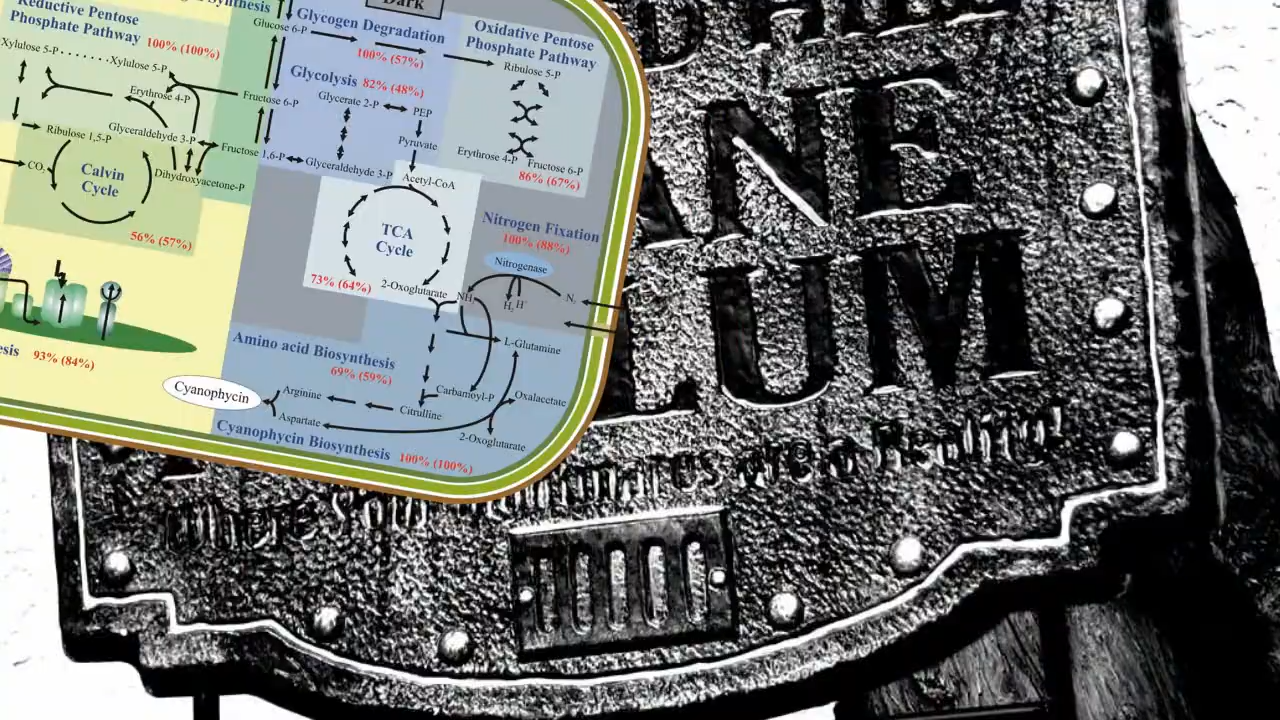 Reductive Pentose
Phosphate Pathway 100% (100%)
Xylulose 5-P
Xylulose 5-P
Erythrose 4-P
Ribulose 1,5-P
Glyceraldehyde 3-P
CO₂
Calvin
Cycle
Dihydroxyacetone-P
56% (57%)
Glucose 6-P
Fructose 6-P
Fructose 1,6-P
Dark
Glycogen Degradation
100% (57%)
Glycolysis 82% (48%)
Glycerate 2-P
PEP
Pyruvate
Glyceraldehyde 3-P
Acetyl-CoA
Oxidative Pentose
Phosphate Pathway
Ribulose 5-P
Erythrose 4-P
Fructose 6-P
86% (67%)
TCA
Cycle
73% (64%)
2-Oxoglutarate
Nitrogen Fixation
100% (88%)
Nitrogenase
NH₃
H₂ H⁺
N₂
93% (84%)
Amino acid Biosynthesis
69% (59%)
L-Glutamine
Cyanophycin
Arginine
Citrulline
Carbamoyl-P
Oxalacetate
Aspartate
2-Oxoglutarate
Cyanophycin Biosynthesis 100% (100%)
Where Your